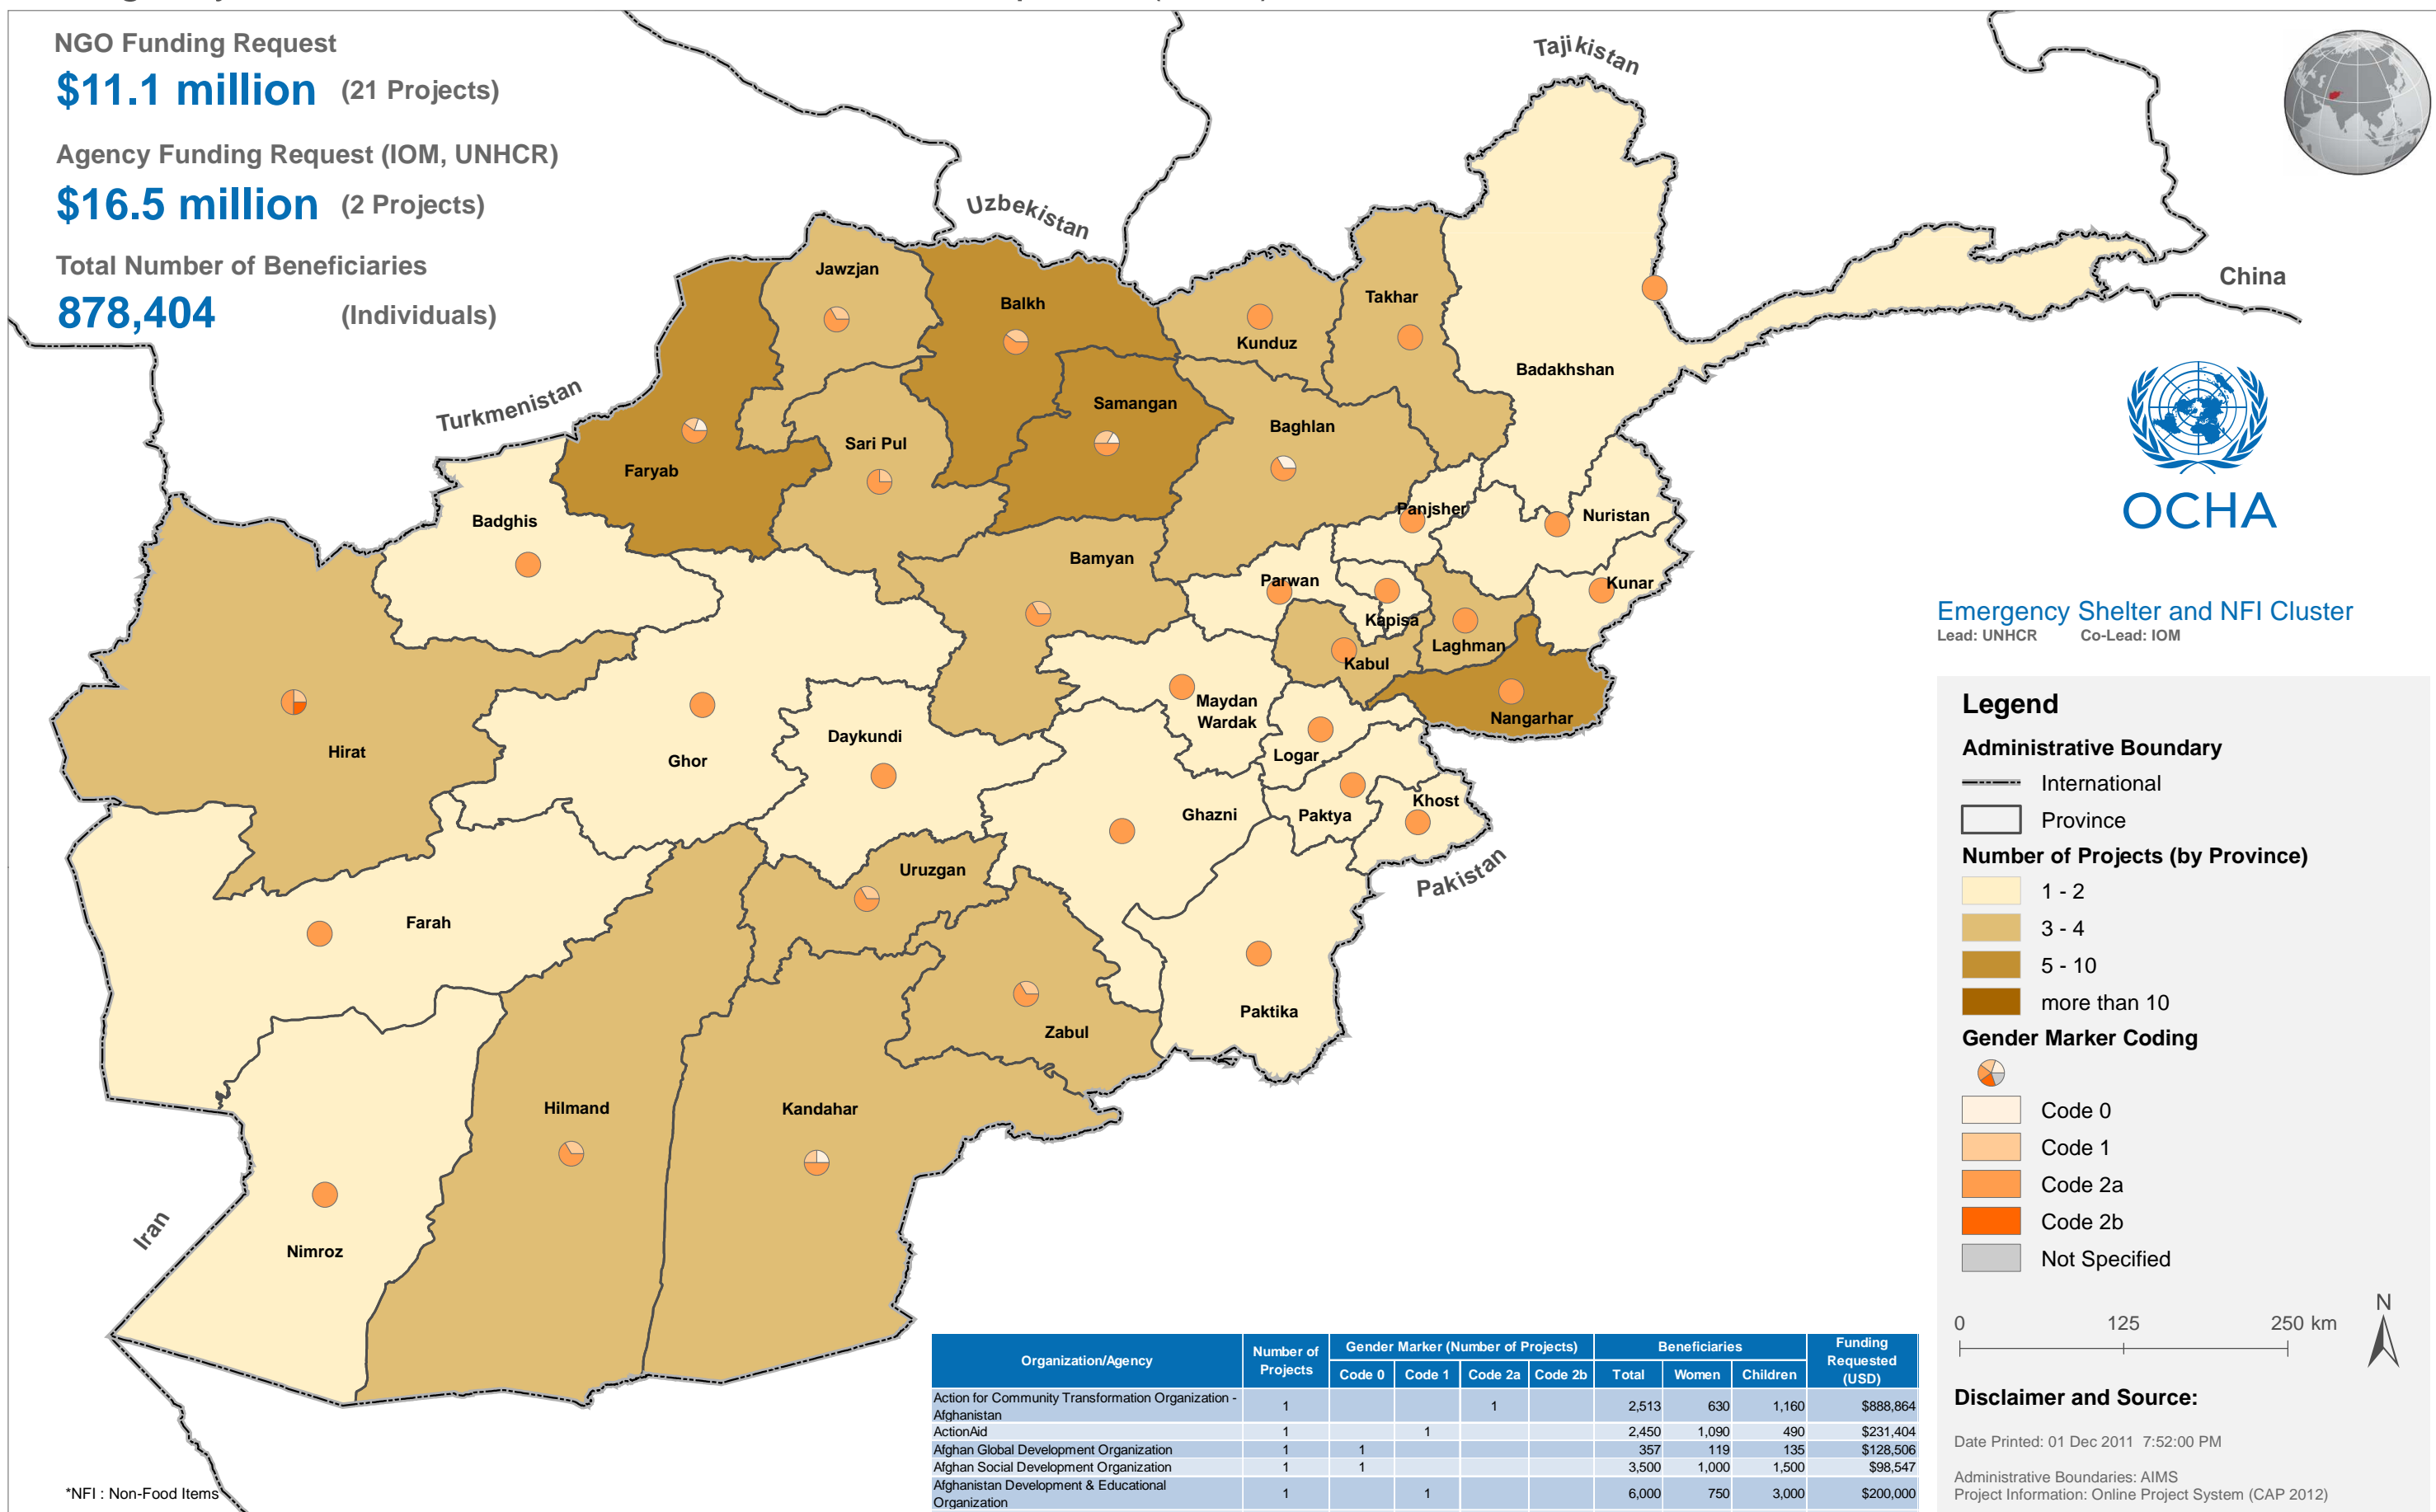 NGO Funding Request
$11.1 million (21 Projects)
Agency Funding Request (IOM, UNHCR)
$16.5 million (2 Projects)
Total Number of Beneficiaries
878,404 (Individuals)
Tajikistan
Uzbekistan
Turkmenistan
China
Pakistan
Iran
Jawzjan
Balkh
Kunduz
Takhar
Badakhshan
Samangan
Baghlan
Sari Pul
Faryab
Badghis
Panjsher
Nuristan
Bamyan
Parwan
Kunar
Kapisa
Laghman
Kabul
Maydan
Wardak
Nangarhar
Logar
Hirat
Ghor
Daykundi
Ghazni
Paktya
Khost
Uruzgan
Farah
Paktika
Zabul
Hilmand
Kandahar
Nimroz
*NFI : Non-Food Items
OCHA
Emergency Shelter and NFI Cluster
Lead: UNHCR Co-Lead: IOM
Legend
Administrative Boundary
International
Province
Number of Projects (by Province)
1 - 2
3 - 4
5 - 10
more than 10
Gender Marker Coding
Code 0
Code 1
Code 2a
Code 2b
Not Specified
N
0 125 250 km
Disclaimer and Source:
Date Printed: 01 Dec 2011 7:52:00 PM
Administrative Boundaries: AIMS
Project Information: Online Project System (CAP 2012)
Organization/Agency Number of Projects Gender Marker (Number of Projects) Beneficiaries Funding Requested (USD)
Code 0 Code 1 Code 2a Code 2b Total Women Children
Action for Community Transformation Organization -
Afghanistan 1 1 2,513 630 1,160 $888,864
ActionAid 1 1 2,450 1,090 490 $231,404
Afghan Global Development Organization 1 1 357 119 135 $128,506
Afghan Social Development Organization 1 1 3,500 1,000 1,500 $98,547
Afghanistan Development & Educational
Organization 1 1 6,000 750 3,000 $200,000